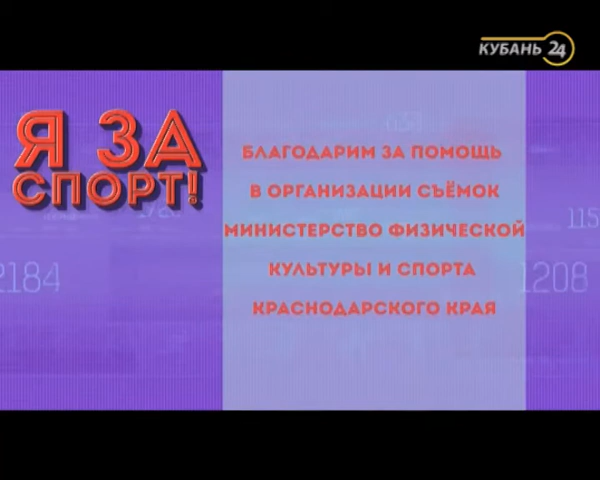 КУБАНЬ 24
Я ЗА
СПОРТ!
БЛАГОДАРИМ ЗА ПОМОЩЬ
В ОРГАНИЗАЦИИ СЪЁМОК
МИНИСТЕРСТВО ФИЗИЧЕСКОЙ
КУЛЬТУРЫ И СПОРТА
КРАСНОДАРСКОГО КРАЯ
2184
1208